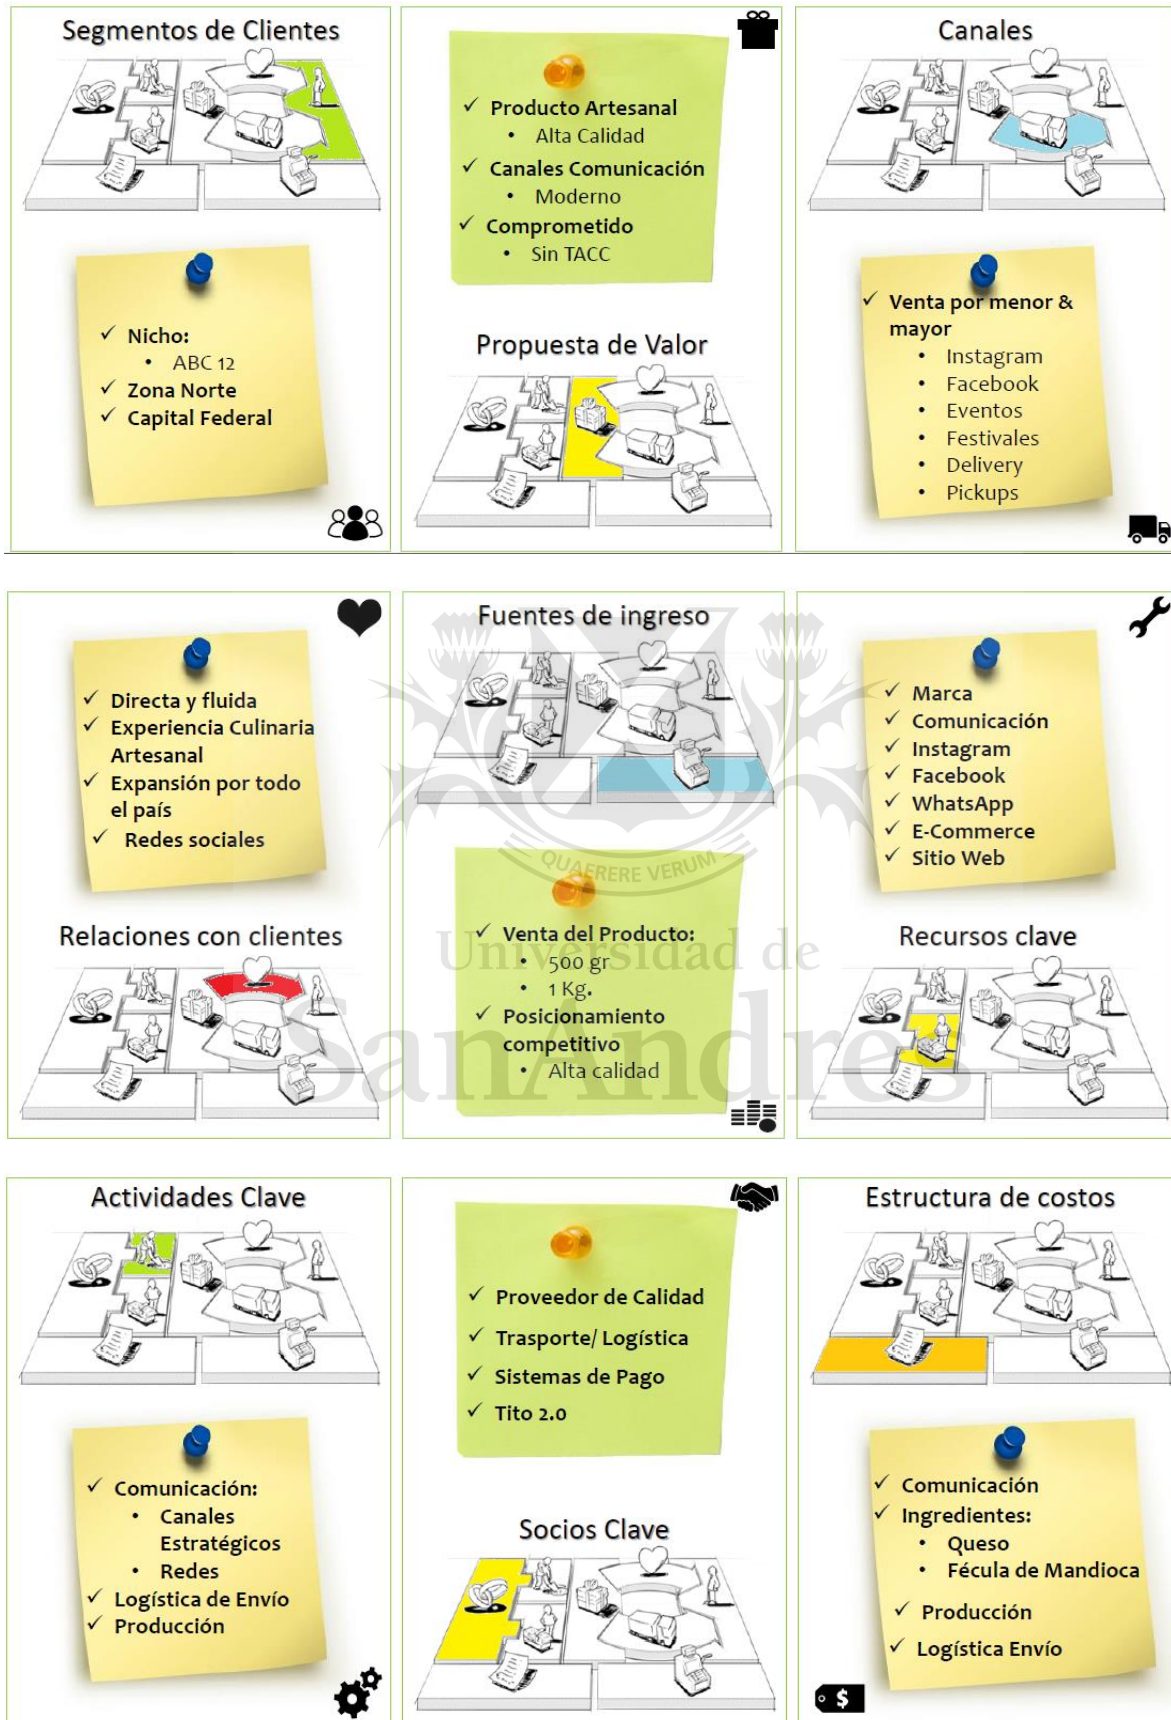 Segmentos de Clientes
✓ Nicho:
• ABC 12
✓ Zona Norte
✓ Capital Federal
✓ Producto Artesanal
• Alta Calidad
✓ Canales Comunicación
• Moderno
✓ Comprometido
• Sin TACC
Propuesta de Valor
Canales
✓ Venta por menor &
mayor
• Instagram
• Facebook
• Eventos
• Festivales
• Delivery
• Pickups
✓ Directa y fluida
✓ Experiencia Culinaria
Artesanal
✓ Expansión por todo
el país
✓ Redes sociales
Relaciones con clientes
Fuentes de ingreso
QUAERERE VERUM
✓ Venta del Producto:
• 500 gr
• 1 Kg.
✓ Posicionamiento
competitivo
• Alta calidad
Universidad de
SanAndres
✓ Marca
✓ Comunicación
✓ Instagram
✓ Facebook
✓ WhatsApp
✓ E-Commerce
✓ Sitio Web
Recursos clave
Actividades Clave
✓ Comunicación:
• Canales
Estratégicos
• Redes
✓ Logística de Envío
✓ Producción
✓ Proveedor de Calidad
✓ Trasporte/ Logística
✓ Sistemas de Pago
✓ Tito 2.0
Socios Clave
Estructura de costos
✓ Comunicación
✓ Ingredientes:
• Queso
• Fécula de Mandioca
✓ Producción
✓ Logística Envío
$